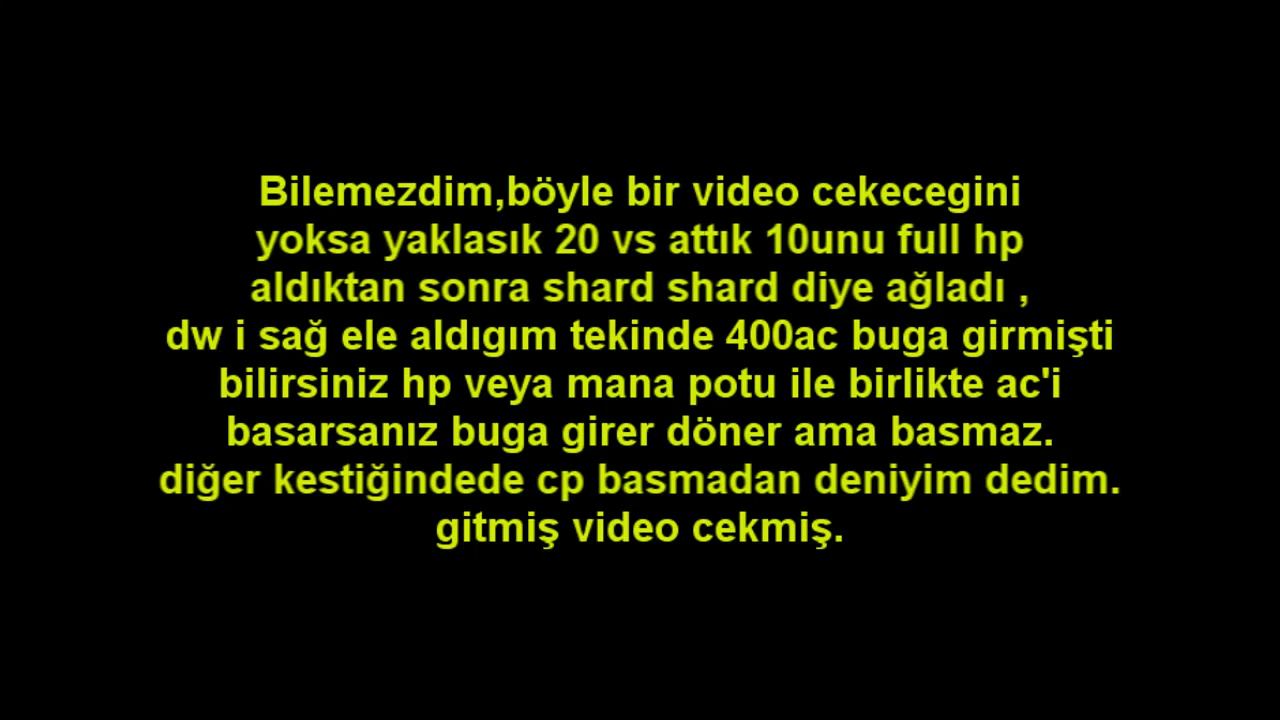 Bilemezdim,böyle bir video cekecegini
yoksa yaklasık 20 vs attık 10unu full hp
aldıktan sonra shard shard diye ağladı ,
dw i sağ ele aldıgım tekinde 400ac buga girmişti
bilirsiniz hp veya mana potu ile birlikte ac'i
basarsanız buga girer döner ama basmaz.
diğer kestiğindede cp basmadan deniyim dedim.
gitmiş video cekmiş.